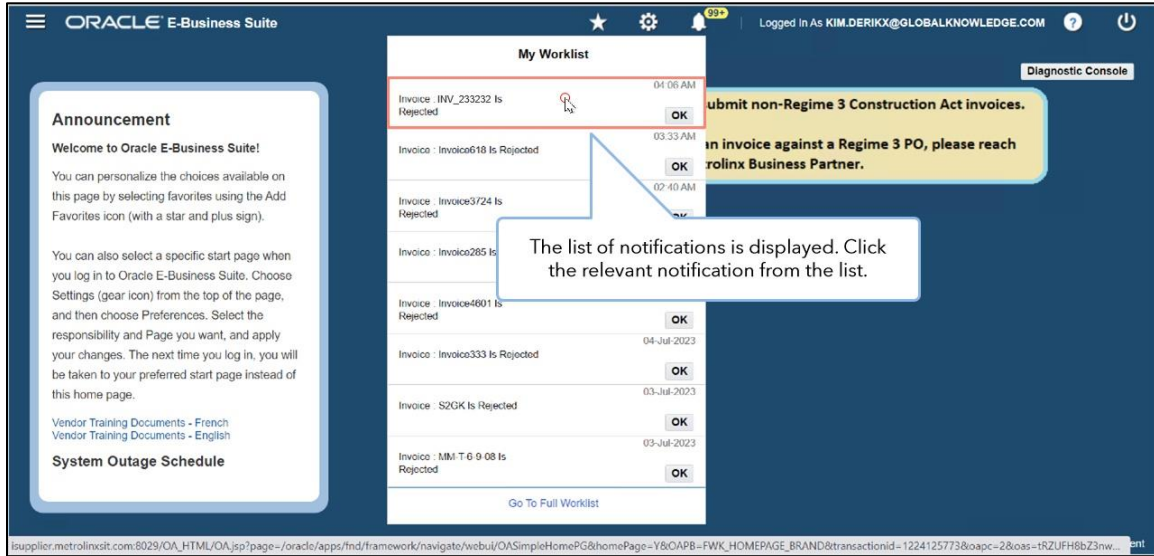 ORACLE E-Business Suite
99+
Logged In As KIM.DERIKX@GLOBALKNOWLEDGE.COM
?
Diagnostic Console
Announcement
Welcome to Oracle E-Business Suite!
You can personalize the choices available on
this page by selecting favorites using the Add
Favorites icon (with a star and plus sign).
You can also select a specific start page when
you log in to Oracle E-Business Suite. Choose
Settings (gear icon) from the top of the page,
and then choose Preferences. Select the
responsibility and Page you want, and apply
your changes. The next time you log in, you will
be taken to your preferred start page instead of
this home page.
Vendor Training Documents - French
Vendor Training Documents - English
System Outage Schedule
My Worklist
04:06 AM
Invoice : INV_233232 Is
Rejected
OK
03:33 AM
Invoice : Invoice618 Is Rejected
OK
02:40 AM
Invoice : Invoice3724 Is
Rejected
OK
Invoice : Invoice285 Is
Invoice : Invoice4601 Is
Rejected
OK
04-Jul-2023
Invoice : Invoice333 Is Rejected
OK
03-Jul-2023
Invoice : S2GK Is Rejected
OK
03-Jul-2023
Invoice : MM-T-6-9-08 Is
Rejected
OK
Go To Full Worklist
ubmit non-Regime 3 Construction Act invoices.
an invoice against a Regime 3 PO, please reach
trolinx Business Partner.
The list of notifications is displayed. Click
the relevant notification from the list.
isupplier.metrolinxsit.com:8029/OA_HTML/OA.jsp?page=/oracle/apps/fnd/framework/navigate/webui/OASimpleHomePG&homePage=Y&OAPB=FWK_HOMEPAGE_BRAND&transactionid=1224125773&oapc=2&oas=tRZUFH8bZ3nw... ent